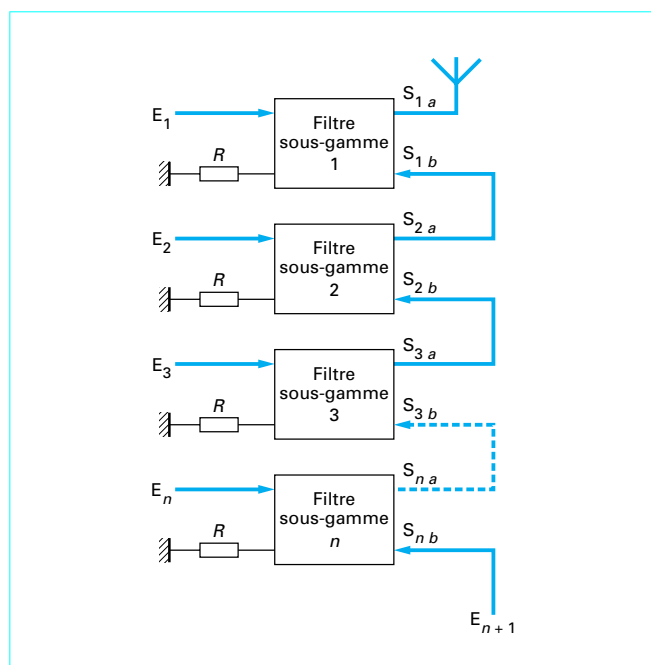 S1 a
E1
Filtre
sous-gamme
1
R
S1 b
S2 a
E2
Filtre
sous-gamme
2
R
S2 b
S3 a
E3
Filtre
sous-gamme
3
R
S3 b
Sn a
En
Filtre
sous-gamme
n
R
Sn b
En + 1